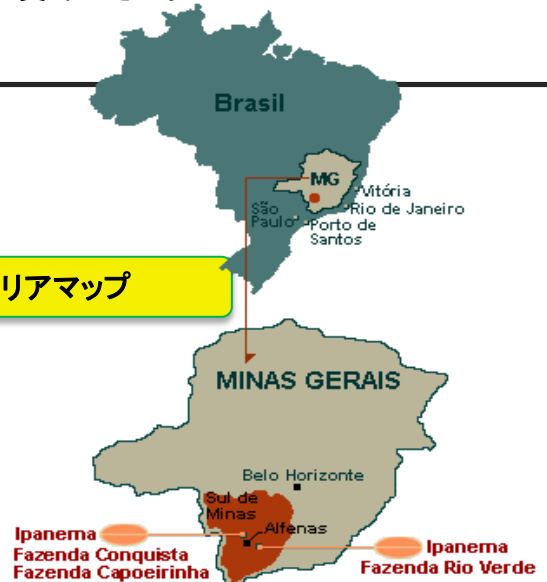 Brasil
MG
Vitória
São
Paulo
Rio de Janeiro
Porto de
Santos
リアマップ
MINAS GERAIS
Belo Horizonte
Sul de
Minas
Alfenas
Ipanema
Fazenda Conquista
Fazenda Capoeirinha
Ipanema
Fazenda Rio Verde